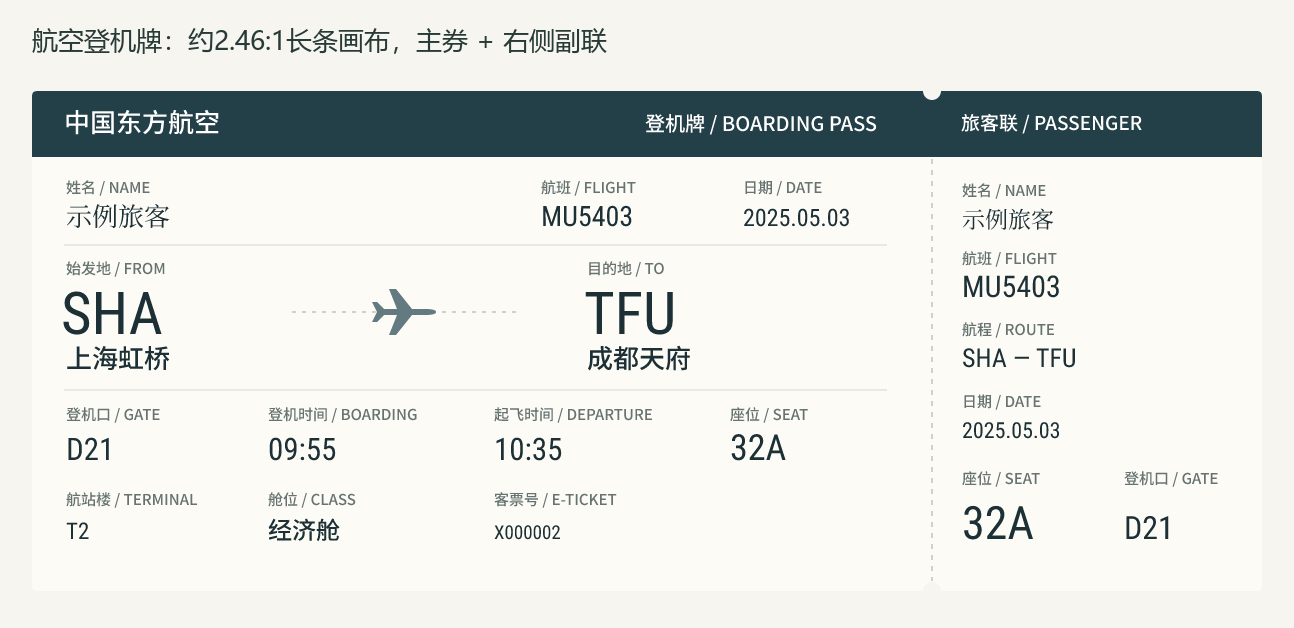 航空登机牌：约2.46:1长条画布，主券 + 右侧副联
中国东方航空
登机牌 / BOARDING PASS
姓名 / NAME
示例旅客
航班 / FLIGHT
MU5403
日期 / DATE
2025.05.03
始发地 / FROM
SHA
上海虹桥
目的地 / TO
TFU
成都天府
登机口 / GATE
D21
登机时间 / BOARDING
09:55
起飞时间 / DEPARTURE
10:35
座位 / SEAT
32A
航站楼 / TERMINAL
T2
舱位 / CLASS
经济舱
客票号 / E-TICKET
X000002
旅客联 / PASSENGER
姓名 / NAME
示例旅客
航班 / FLIGHT
MU5403
航程 / ROUTE
SHA — TFU
日期 / DATE
2025.05.03
座位 / SEAT
32A
登机口 / GATE
D21